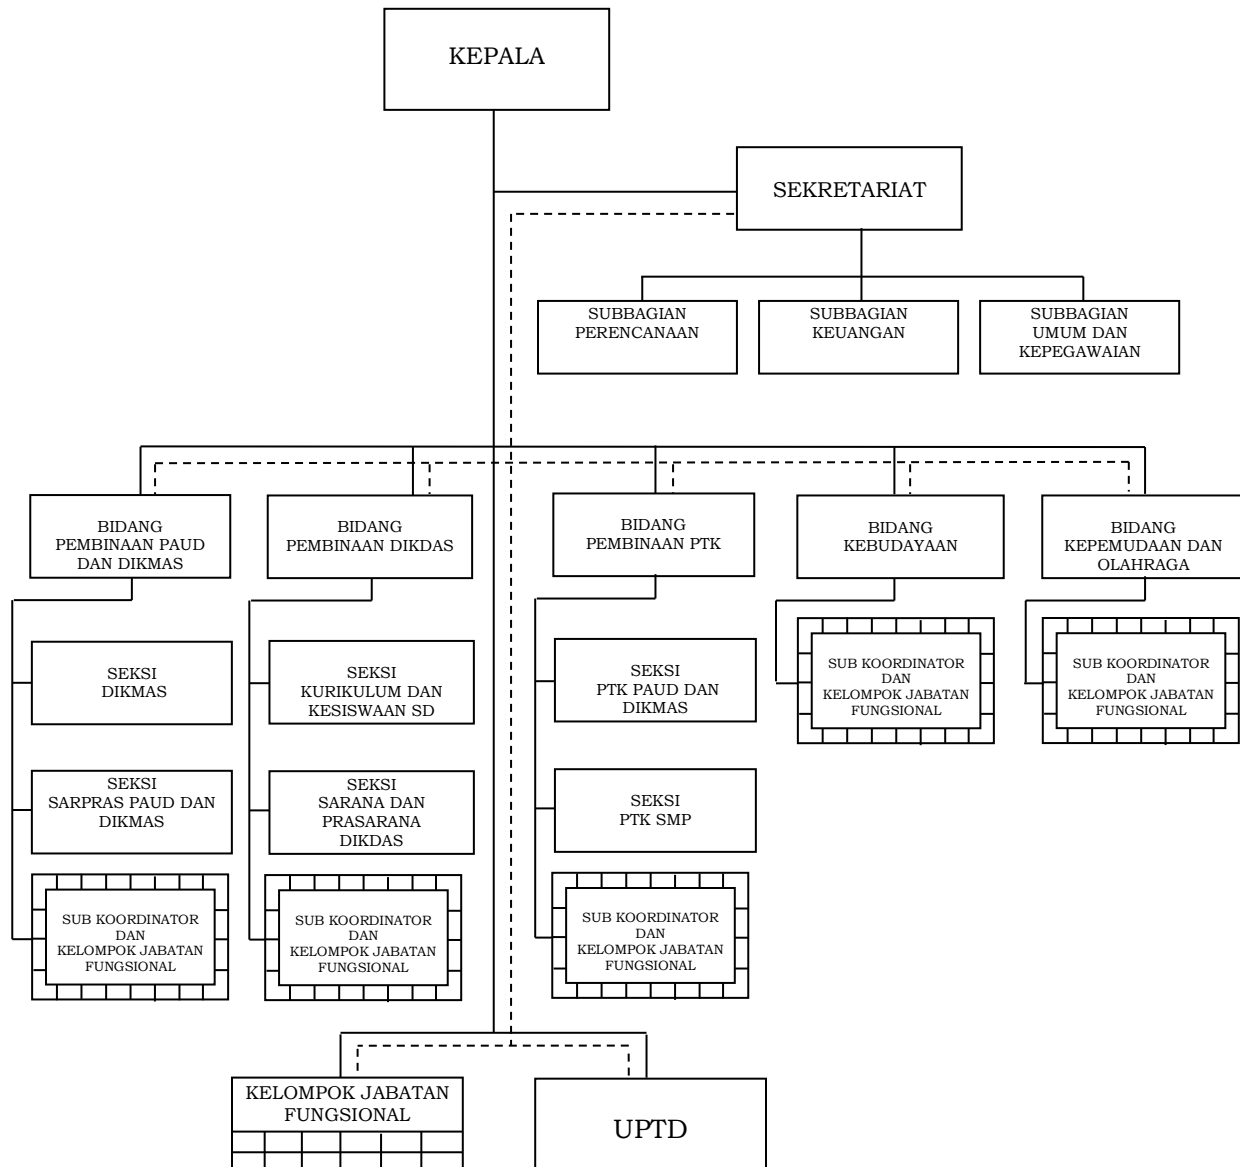 KEPALA
SEKRETARIAT
SUBBAGIAN
PERENCANAAN
SUBBAGIAN
KEUANGAN
SUBBAGIAN
UMUM DAN
KEPEGAWAIAN
BIDANG
PEMBINAAN PAUD
DAN DIKMAS
BIDANG
PEMBINAAN DIKDAS
BIDANG
PEMBINAAN PTK
BIDANG
KEBUDAYAAN
BIDANG
KEPEMUDAAN DAN
OLAHRAGA
SEKSI
DIKMAS
SEKSI
KURIKULUM DAN
KESISWAAN SD
SEKSI
PTK PAUD DAN
DIKMAS
SUB KOORDINATOR
DAN
KELOMPOK JABATAN
FUNGSIONAL
SUB KOORDINATOR
DAN
KELOMPOK JABATAN
FUNGSIONAL
SEKSI
SARPRAS PAUD DAN
DIKMAS
SEKSI
SARANA DAN
PRASARANA
DIKDAS
SEKSI
PTK SMP
SUB KOORDINATOR
DAN
KELOMPOK JABATAN
FUNGSIONAL
SUB KOORDINATOR
DAN
KELOMPOK JABATAN
FUNGSIONAL
SUB KOORDINATOR
DAN
KELOMPOK JABATAN
FUNGSIONAL
KELOMPOK JABATAN
FUNGSIONAL
UPTD